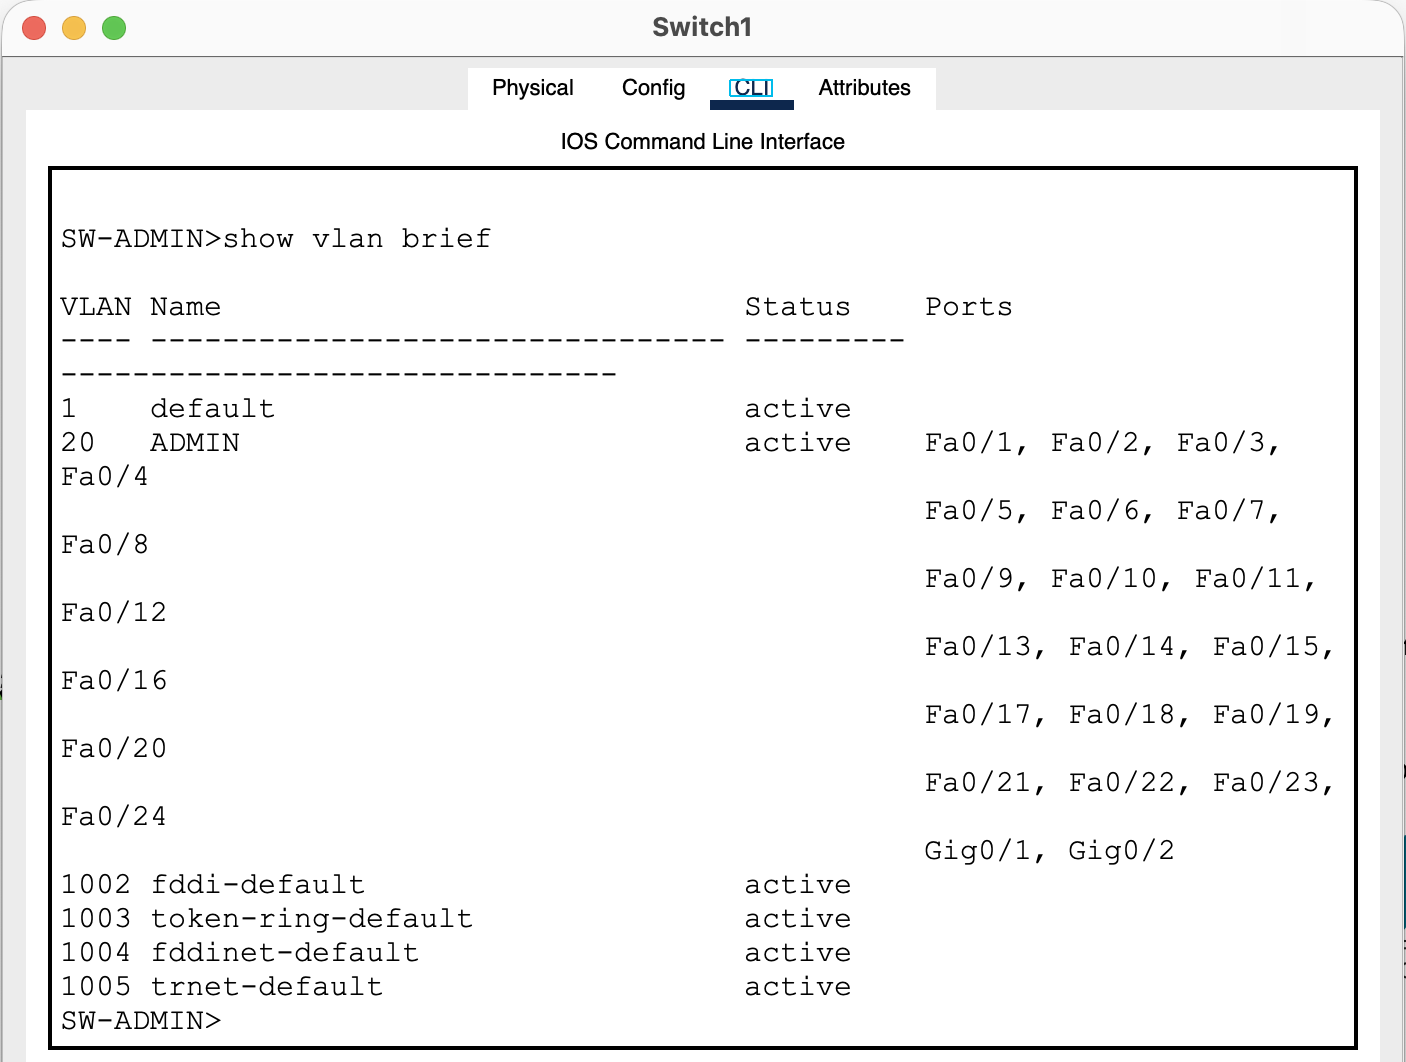 Switch1
Physical Config CLI Attributes
IOS Command Line Interface
SW-ADMIN>show vlan brief
VLAN Name                             Status    Ports
---- -------------------------------- ---------
-------------------------------
1    default                          active
20   ADMIN                            active    Fa0/1, Fa0/2, Fa0/3,
Fa0/4
                                                Fa0/5, Fa0/6, Fa0/7,
Fa0/8
                                                Fa0/9, Fa0/10, Fa0/11,
Fa0/12
                                                Fa0/13, Fa0/14, Fa0/15,
Fa0/16
                                                Fa0/17, Fa0/18, Fa0/19,
Fa0/20
                                                Fa0/21, Fa0/22, Fa0/23,
Fa0/24
                                                Gig0/1, Gig0/2
1002 fddi-default                     active
1003 token-ring-default               active
1004 fddinet-default                  active
1005 trnet-default                    active
SW-ADMIN>